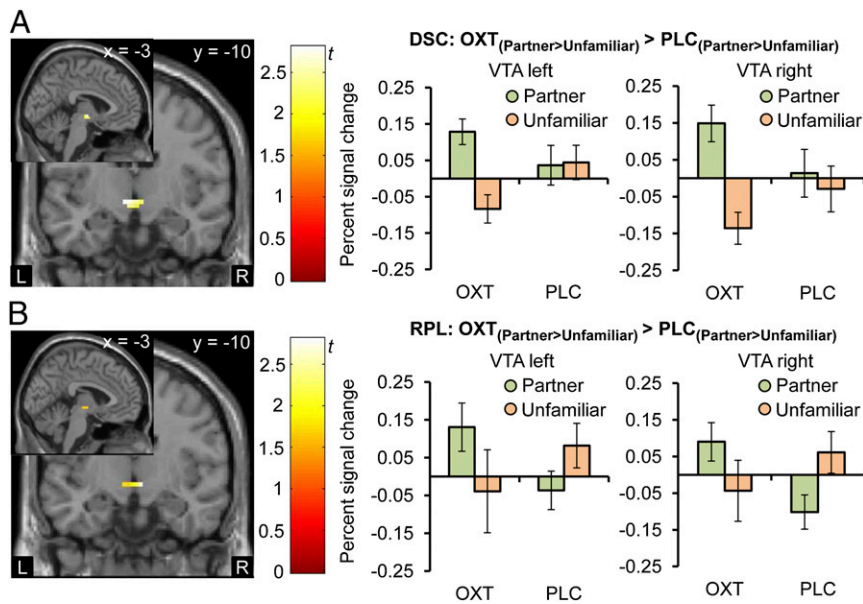 A
x = -3
y = -10
L
R
t
2.5
2
1.5
1
0.5
0
Percent signal change
DSC: OXT(Partner>Unfamiliar) > PLC(Partner>Unfamiliar)
VTA left
Partner
Unfamiliar
0.25
0.15
0.05
-0.05
-0.15
-0.25
OXT
PLC
VTA right
Partner
Unfamiliar
0.25
0.15
0.05
-0.05
-0.15
-0.25
OXT
PLC
B
x = -3
y = -10
L
R
t
2.5
2
1.5
1
0.5
0
Percent signal change
RPL: OXT(Partner>Unfamiliar) > PLC(Partner>Unfamiliar)
VTA left
Partner
Unfamiliar
0.25
0.15
0.05
-0.05
-0.15
-0.25
OXT
PLC
VTA right
Partner
Unfamiliar
0.25
0.15
0.05
-0.05
-0.15
-0.25
OXT
PLC